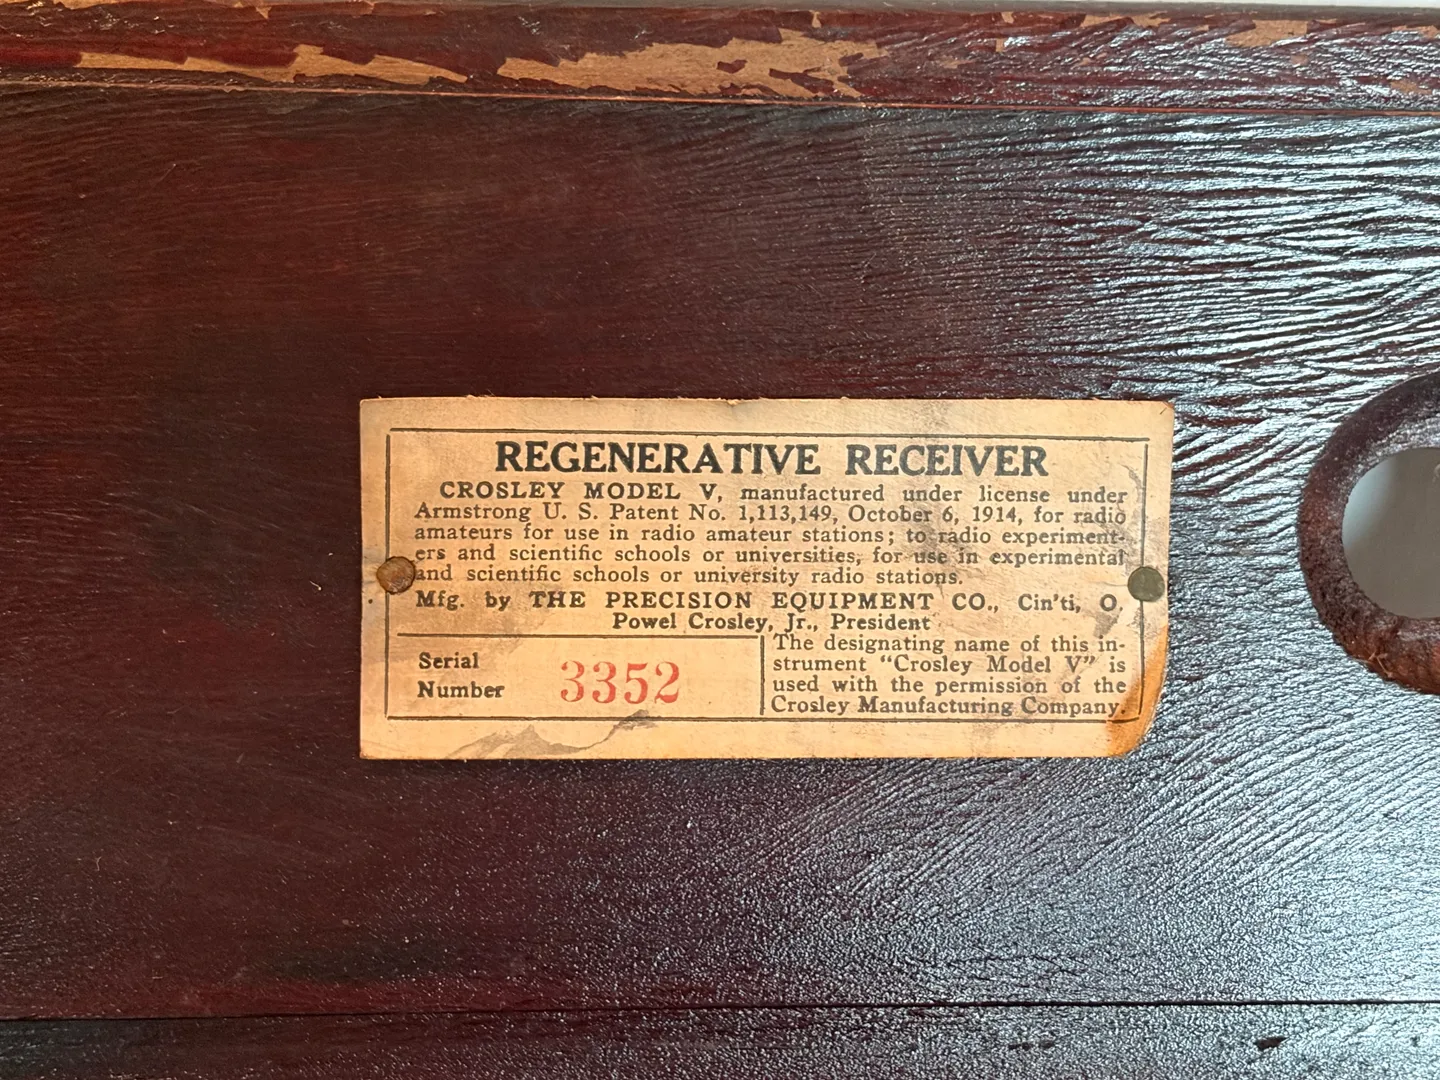 REGENERATIVE RECEIVER
CROSLEY MODEL V, manufactured under license under
Armstrong U. S. Patent No. 1,113,149, October 6, 1914, for radio
amateurs for use in radio amateur stations; to radio experiment-
ers and scientific schools or universities, for use in experimental
and scientific schools or university radio stations.
Mfg. by THE PRECISION EQUIPMENT CO., Cin'ti, O.
Powel Crosley, Jr., President
Serial
Number 3352
The designating name of this in-
strument "Crosley Model V" is
used with the permission of the
Crosley Manufacturing Company.